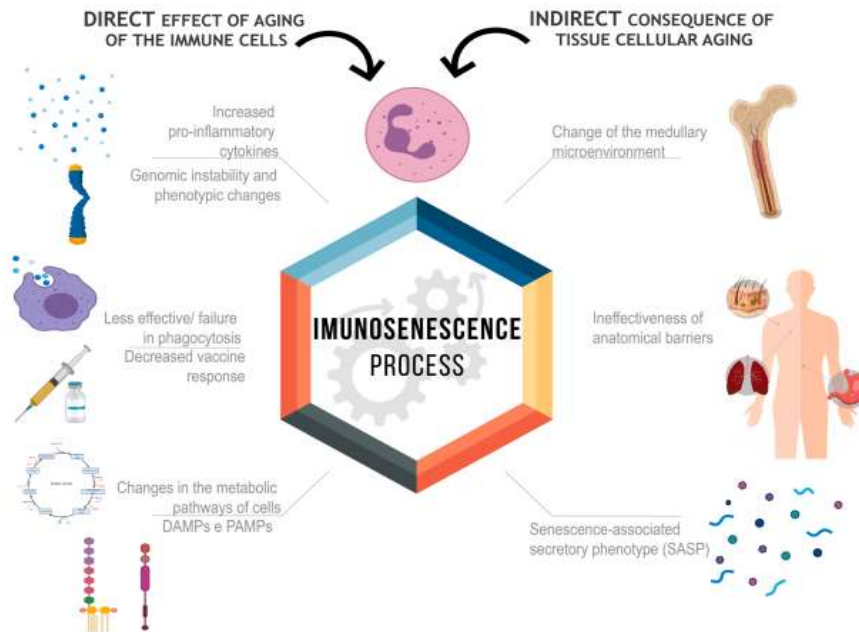 DIRECT EFFECT OF AGING
OF THE IMMUNE CELLS
INDIRECT CONSEQUENCE OF
TISSUE CELLULAR AGING
Increased
pro-inflammatory
cytokines
Genomic instability and
phenotypic changes
Change of the medullary
microenvironment
Less effective/ failure
in phagocytosis
Decreased vaccine
response
IMUNOSENESCENCE
PROCESS
Ineffectiveness of
anatomical barriers
Changes in the metabolic
pathways of cells
DAMPs e PAMPs
Senescence-associated
secretory phenotype (SASP)